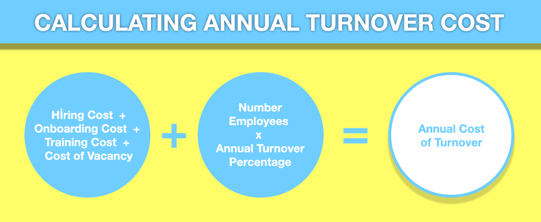 CALCULATING ANNUAL TURNOVER COST
Hiring Cost +
Onboarding Cost +
Training Cost +
Cost of Vacancy
+
Number
Employees
x
Annual Turnover
Percentage
=
Annual Cost
of Turnover